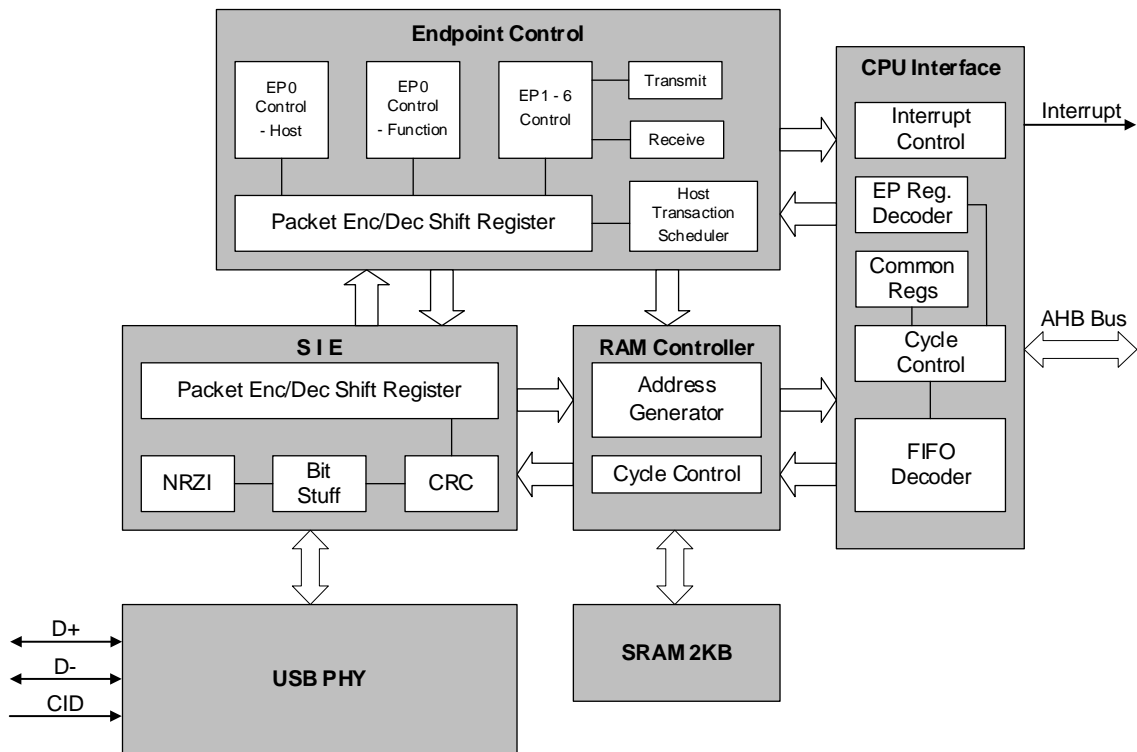 Endpoint Control
EP0
Control
- Host
EP0
Control
- Function
EP1 - 6
Control
Transmit
Receive
Packet Enc/Dec Shift Register
Host
Transaction
Scheduler
CPU Interface
Interrupt
Control
EP Reg.
Decoder
Common
Regs
Cycle
Control
FIFO
Decoder
Interrupt
AHB Bus
S I E
Packet Enc/Dec Shift Register
NRZI
Bit
Stuff
CRC
RAM Controller
Address
Generator
Cycle Control
D+
D-
CID
USB PHY
SRAM 2KB